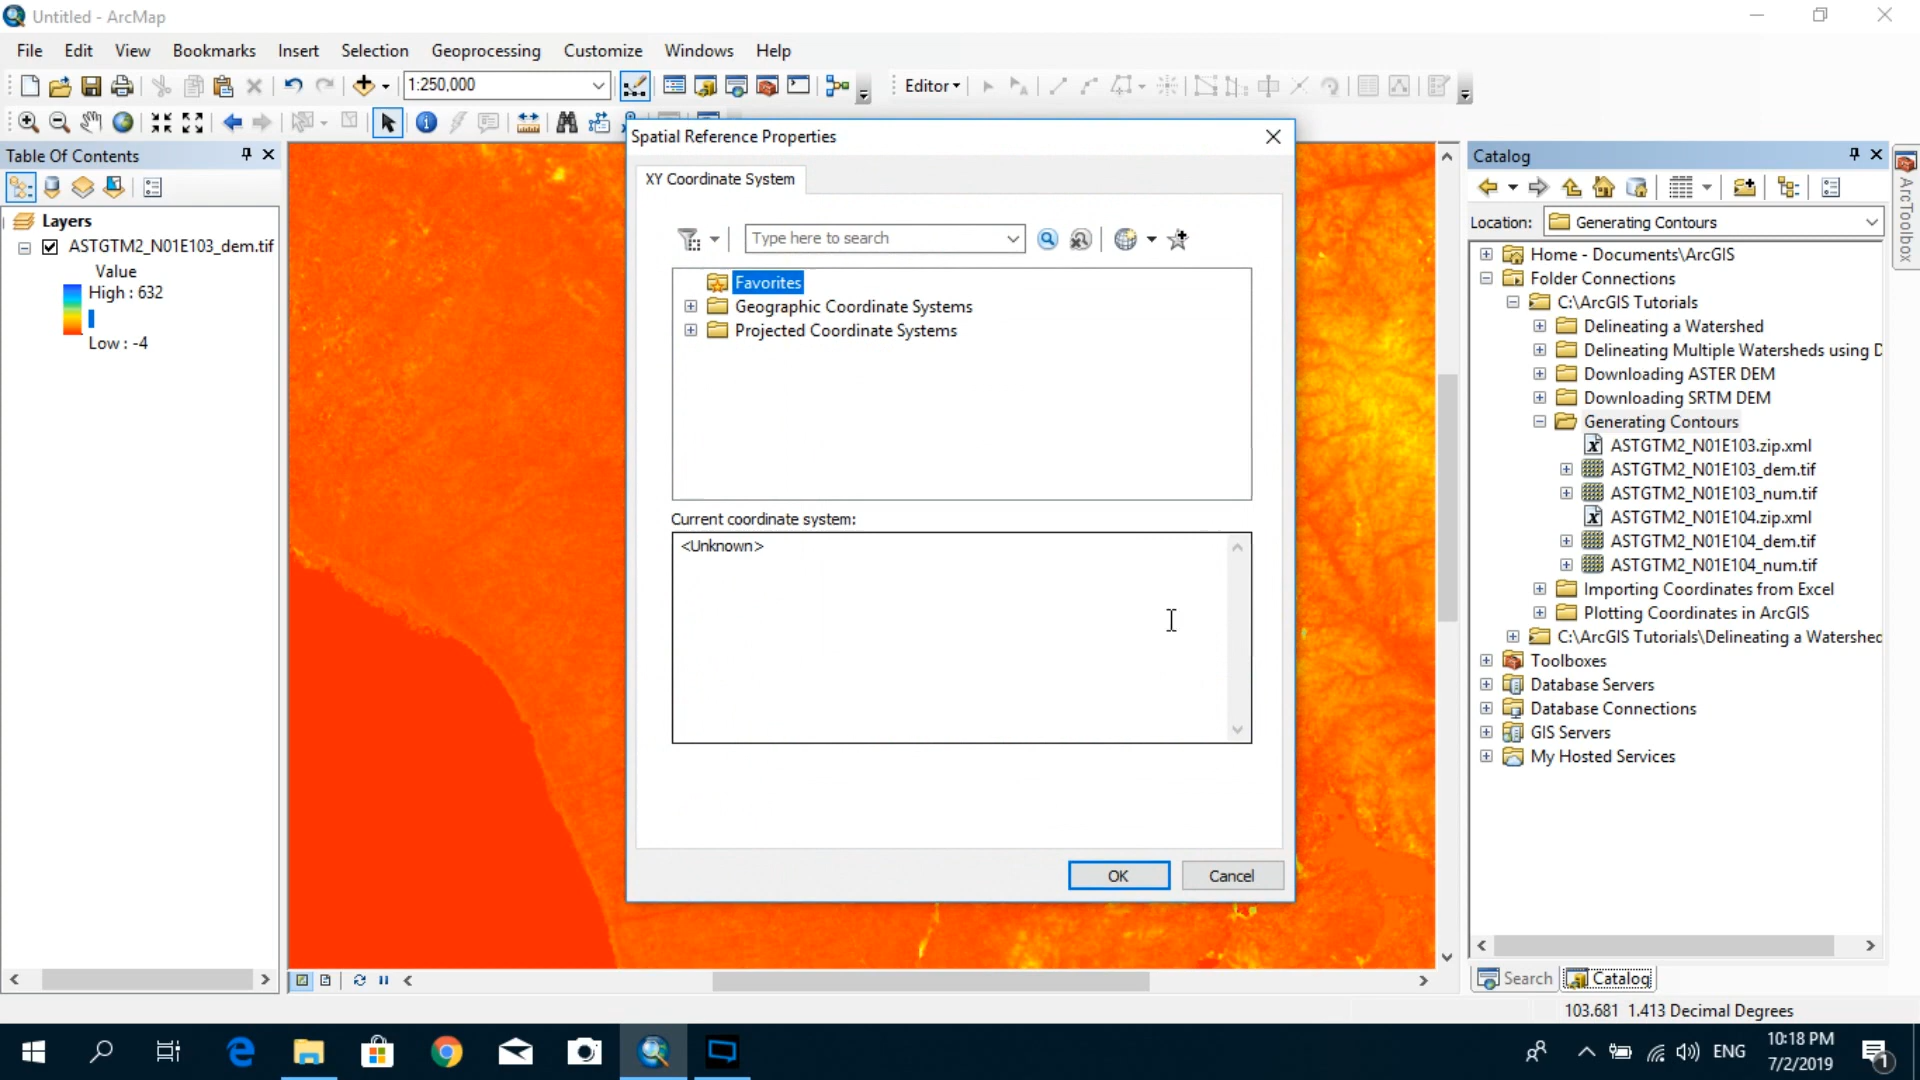 Untitled - ArcMap
File Edit View Bookmarks Insert Selection Geoprocessing Customize Windows Help
1:250,000
Editor
Table Of Contents
Layers
ASTGTM2_N01E103_dem.tif
Value
High : 632
Low : -4
Spatial Reference Properties
XY Coordinate System
Type here to search
Favorites
Geographic Coordinate Systems
Projected Coordinate Systems
Current coordinate system:
<Unknown>
OK
Cancel
Catalog
Location: Generating Contours
Home - Documents\ArcGIS
Folder Connections
C:\ArcGIS Tutorials
Delineating a Watershed
Delineating Multiple Watersheds using D
Downloading ASTER DEM
Downloading SRTM DEM
Generating Contours
ASTGTM2_N01E103.zip.xml
ASTGTM2_N01E103_dem.tif
ASTGTM2_N01E103_num.tif
ASTGTM2_N01E104.zip.xml
ASTGTM2_N01E104_dem.tif
ASTGTM2_N01E104_num.tif
Importing Coordinates from Excel
Plotting Coordinates in ArcGIS
C:\ArcGIS Tutorials\Delineating a Watershed
Toolboxes
Database Servers
Database Connections
GIS Servers
My Hosted Services
Search
Catalog
ArcToolbox
103.681 1.413 Decimal Degrees
ENG
10:18 PM
7/2/2019
1